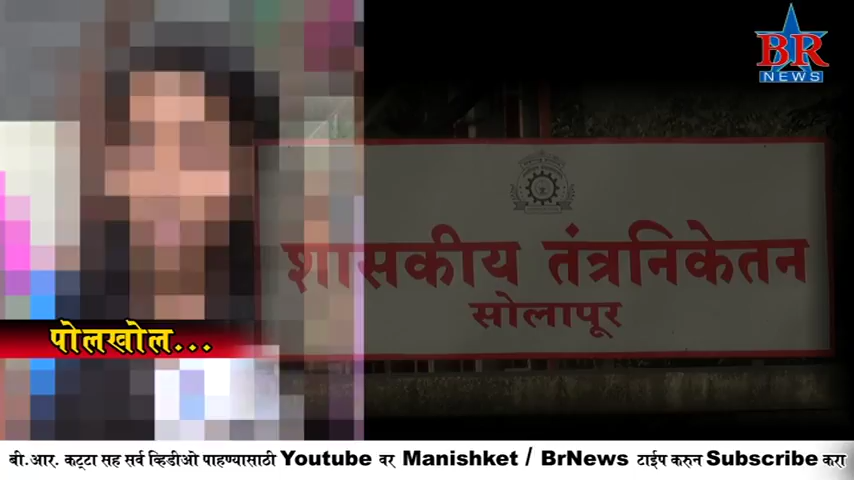 BR
NEWS
शासकीय तंत्रनिकेतन
सोलापूर
पोलखोल...
बी.आर. कट्टा सह सर्व व्हिडीओ पाहण्यासाठी Youtube वर Manishket / BrNews टाईप करुन Subscribe करा